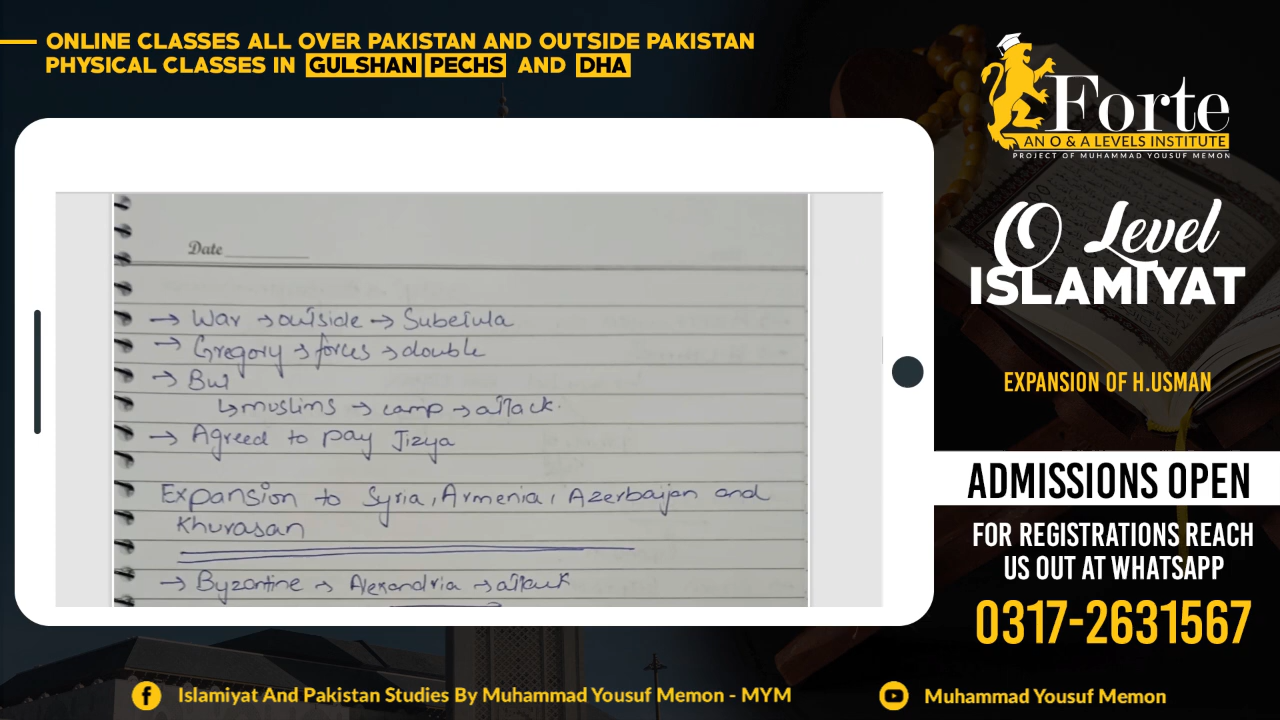 ONLINE CLASSES ALL OVER PAKISTAN AND OUTSIDE PAKISTAN
PHYSICAL CLASSES IN GULSHAN PECHS AND DHA
Forte
AN O & A LEVELS INSTITUTE
PROJECT OF MUHAMMAD YOUSUF MEMON
O Level
ISLAMIYAT
EXPANSION OF H.USMAN
ADMISSIONS OPEN
FOR REGISTRATIONS REACH
US OUT AT WHATSAPP
0317-2631567
Date
→ War → outside → Subetula
→ Gregory → forces → double
→ But
↳ muslims → camp → attack.
→ Agreed to pay Jizya
Expansion to Syria, Armenia, Azerbaijan and
Khurasan
→ Byzantine → Alexandria → attack
Islamiyat And Pakistan Studies By Muhammad Yousuf Memon - MYM
Muhammad Yousuf Memon